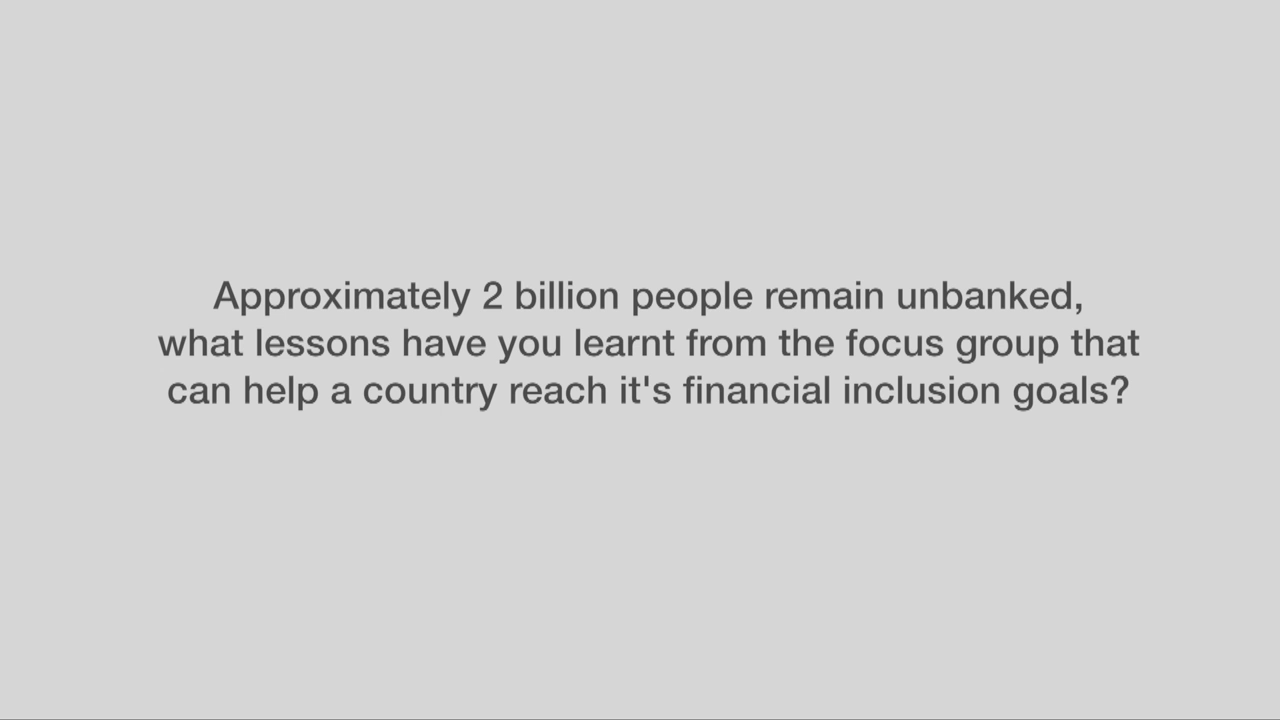 Approximately 2 billion people remain unbanked,
what lessons have you learnt from the focus group that
can help a country reach it's financial inclusion goals?